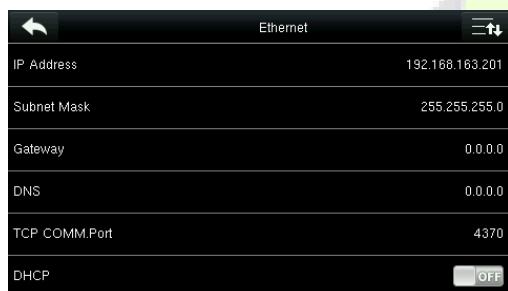 Ethernet
IP Address 192.168.163.201
Subnet Mask 255.255.255.0
Gateway 0.0.0.0
DNS 0.0.0.0
TCP COMM.Port 4370
DHCP OFF